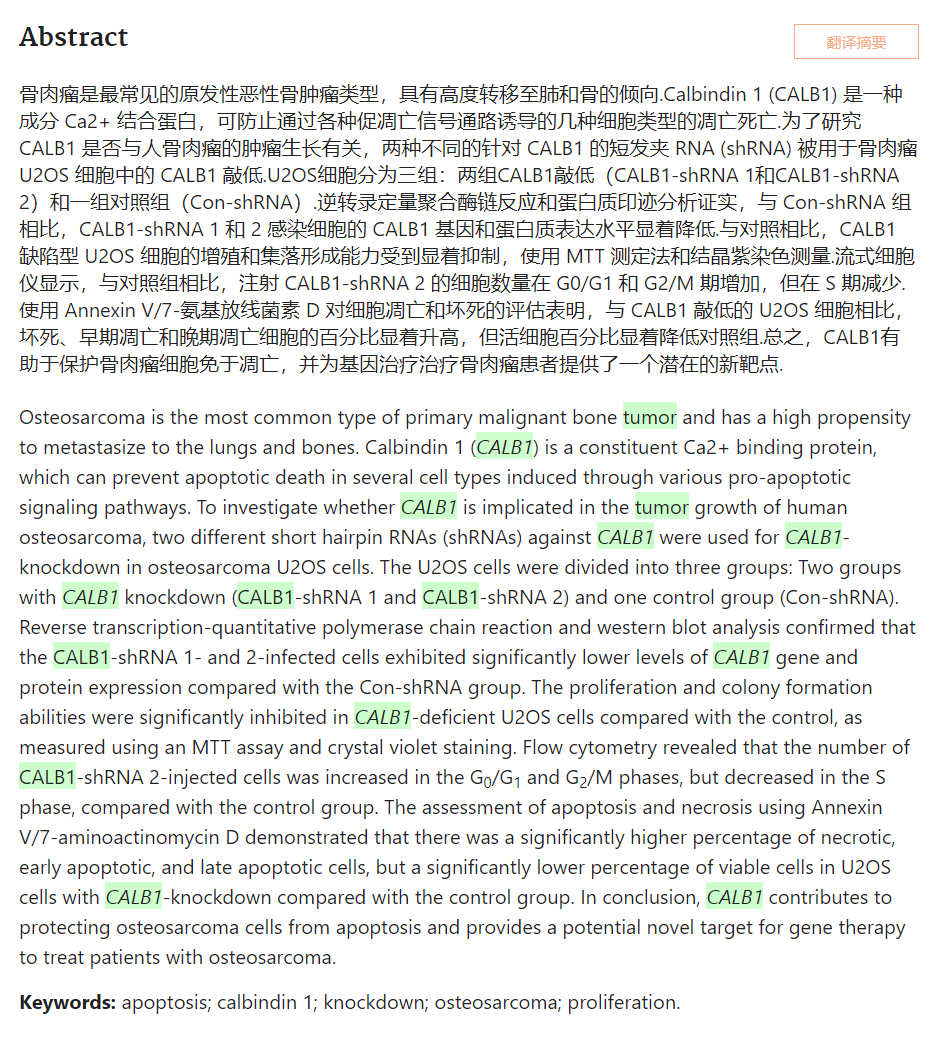 Abstract
翻译摘要
骨肉瘤是最常见的原发性恶性骨肿瘤类型，具有高度转移至肺和骨的倾向.Calbindin 1 (CALB1) 是一种
成分 Ca2+ 结合蛋白，可防止通过各种促凋亡信号通路诱导的几种细胞类型的凋亡死亡.为了研究
CALB1 是否与人骨肉瘤的肿瘤生长有关，两种不同的针对 CALB1 的短发夹 RNA (shRNA) 被用于骨肉瘤
U2OS 细胞中的 CALB1 敲低.U2OS细胞分为三组：两组CALB1敲低（CALB1-shRNA 1和CALB1-shRNA
2）和一组对照组（Con-shRNA）.逆转录定量聚合酶链反应和蛋白质印迹分析证实，与 Con-shRNA 组
相比，CALB1-shRNA 1 和 2 感染细胞的 CALB1 基因和蛋白质表达水平显着降低.与对照相比，CALB1
缺陷型 U2OS 细胞的增殖和集落形成能力受到显着抑制，使用 MTT 测定法和结晶紫染色测量.流式细胞
仪显示，与对照组相比，注射 CALB1-shRNA 2 的细胞数量在 G0/G1 和 G2/M 期增加，但在 S 期减少.
使用 Annexin V/7-氨基放线菌素 D 对细胞凋亡和坏死的评估表明，与 CALB1 敲低的 U2OS 细胞相比，
坏死、早期凋亡和晚期凋亡细胞的百分比显着升高，但活细胞百分比显着降低对照组.总之，CALB1有
助于保护骨肉瘤细胞免于凋亡，并为基因治疗治疗骨肉瘤患者提供了一个潜在的新靶点.
Osteosarcoma is the most common type of primary malignant bone tumor and has a high propensity
to metastasize to the lungs and bones. Calbindin 1 (CALB1) is a constituent Ca2+ binding protein,
which can prevent apoptotic death in several cell types induced through various pro-apoptotic
signaling pathways. To investigate whether CALB1 is implicated in the tumor growth of human
osteosarcoma, two different short hairpin RNAs (shRNAs) against CALB1 were used for CALB1-
knockdown in osteosarcoma U2OS cells. The U2OS cells were divided into three groups: Two groups
with CALB1 knockdown (CALB1-shRNA 1 and CALB1-shRNA 2) and one control group (Con-shRNA).
Reverse transcription-quantitative polymerase chain reaction and western blot analysis confirmed that
the CALB1-shRNA 1- and 2-infected cells exhibited significantly lower levels of CALB1 gene and
protein expression compared with the Con-shRNA group. The proliferation and colony formation
abilities were significantly inhibited in CALB1-deficient U2OS cells compared with the control, as
measured using an MTT assay and crystal violet staining. Flow cytometry revealed that the number of
CALB1-shRNA 2-injected cells was increased in the G0/G1 and G2/M phases, but decreased in the S
phase, compared with the control group. The assessment of apoptosis and necrosis using Annexin
V/7-aminoactinomycin D demonstrated that there was a significantly higher percentage of necrotic,
early apoptotic, and late apoptotic cells, but a significantly lower percentage of viable cells in U2OS
cells with CALB1-knockdown compared with the control group. In conclusion, CALB1 contributes to
protecting osteosarcoma cells from apoptosis and provides a potential novel target for gene therapy
to treat patients with osteosarcoma.
Keywords: apoptosis; calbindin 1; knockdown; osteosarcoma; proliferation.